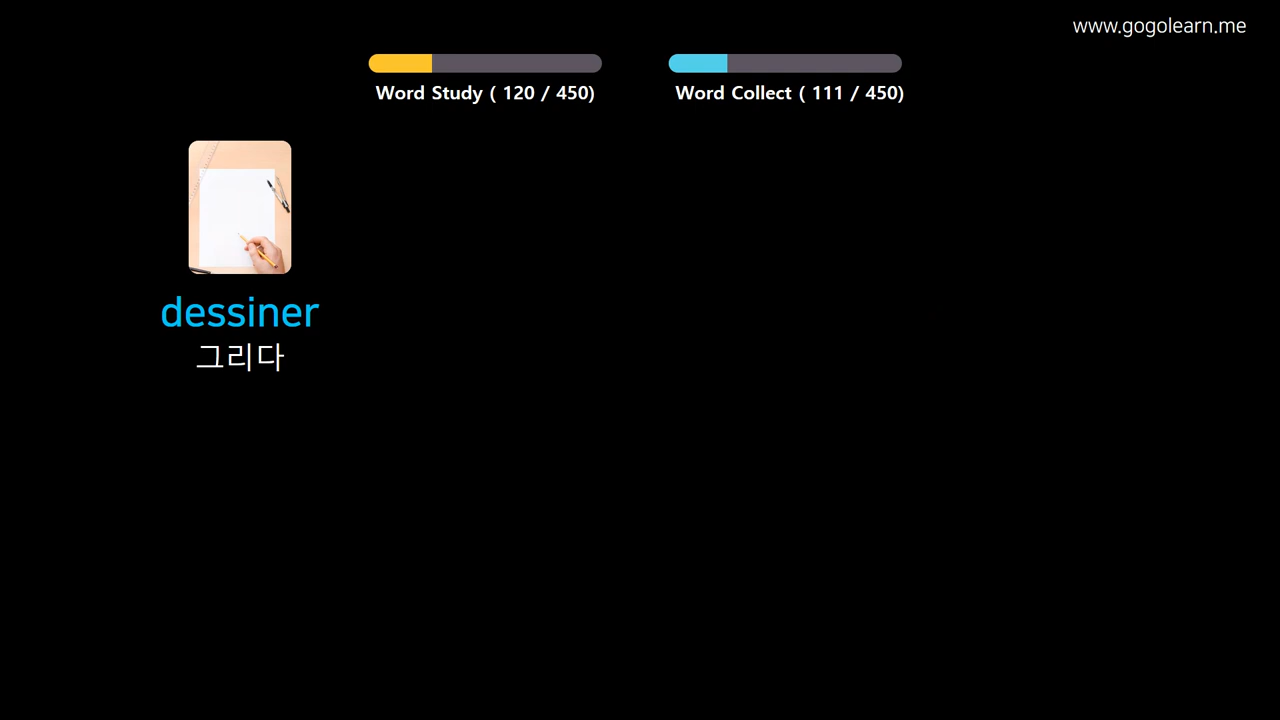 www.gogolearn.me
Word Study ( 120 / 450)
Word Collect ( 111 / 450)
dessiner
그리다